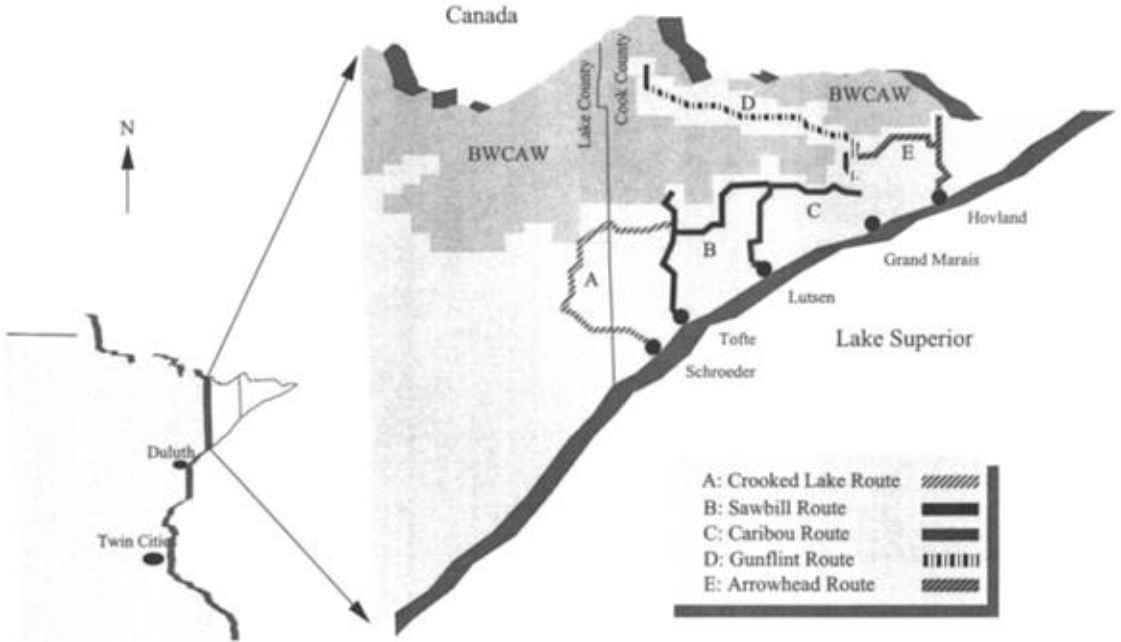 Canada
Lake County
Cook County
D
BWCAW
N
BWCAW
E
C
Hovland
B
Grand Marais
A
Lutsen
Tofte
Lake Superior
Schroeder
Duluth
Twin Cities
A: Crooked Lake Route
B: Sawbill Route
C: Caribou Route
D: Gunflint Route
E: Arrowhead Route